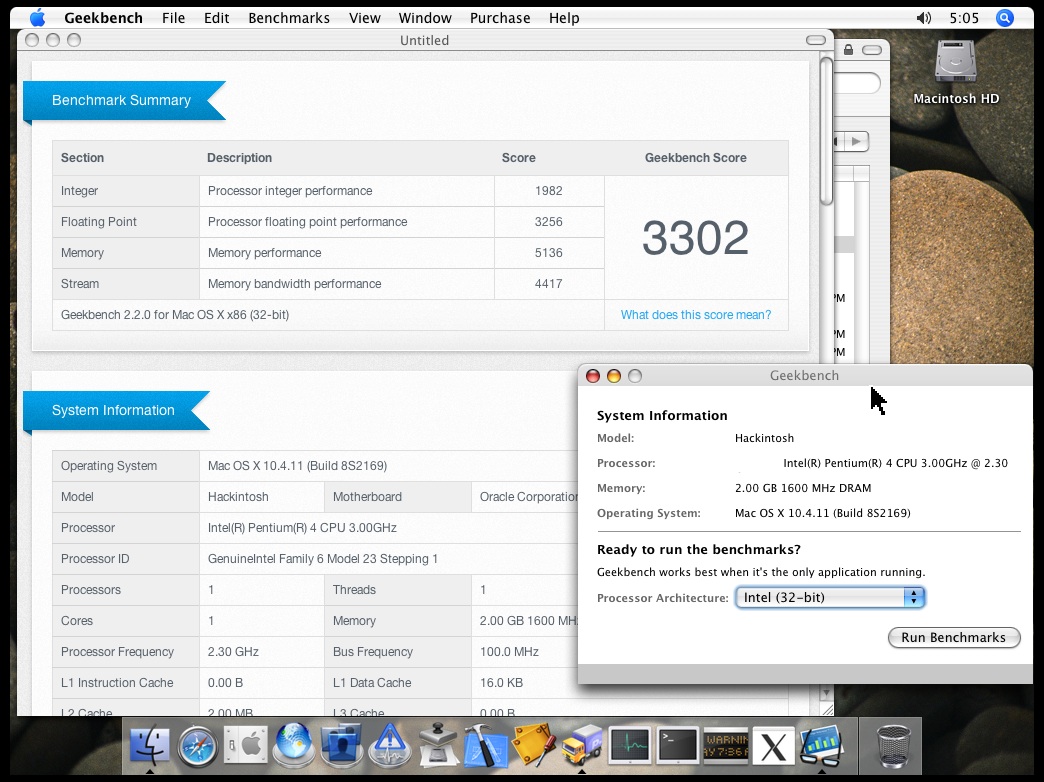 Geekbench File Edit Benchmarks View Window Purchase Help 5:05
Untitled
Macintosh HD
Benchmark Summary
Section Description Score Geekbench Score
Integer Processor integer performance 1982
Floating Point Processor floating point performance 3256
3302
Memory Memory performance 5136
Stream Memory bandwidth performance 4417
Geekbench 2.2.0 for Mac OS X x86 (32-bit) What does this score mean?
PM
PM
PM
System Information
Operating System Mac OS X 10.4.11 (Build 8S2169)
Model Hackintosh Motherboard Oracle Corporation
Processor Intel(R) Pentium(R) 4 CPU 3.00GHz
Processor ID GenuineIntel Family 6 Model 23 Stepping 1
Processors 1 Threads 1
Cores 1 Memory 2.00 GB 1600 MH
Processor Frequency 2.30 GHz Bus Frequency 100.0 MHz
L1 Instruction Cache 0.00 B L1 Data Cache 16.0 KB
L2 Cache 2.00 MB L3 Cache 0.00 B
Geekbench
System Information
Model: Hackintosh
Processor: Intel(R) Pentium(R) 4 CPU 3.00GHz @ 2.30
Memory: 2.00 GB 1600 MHz DRAM
Operating System: Mac OS X 10.4.11 (Build 8S2169)
Ready to run the benchmarks?
Geekbench works best when it's the only application running.
Processor Architecture: Intel (32-bit)
Run Benchmarks
WARNIN
AY 7:36
X